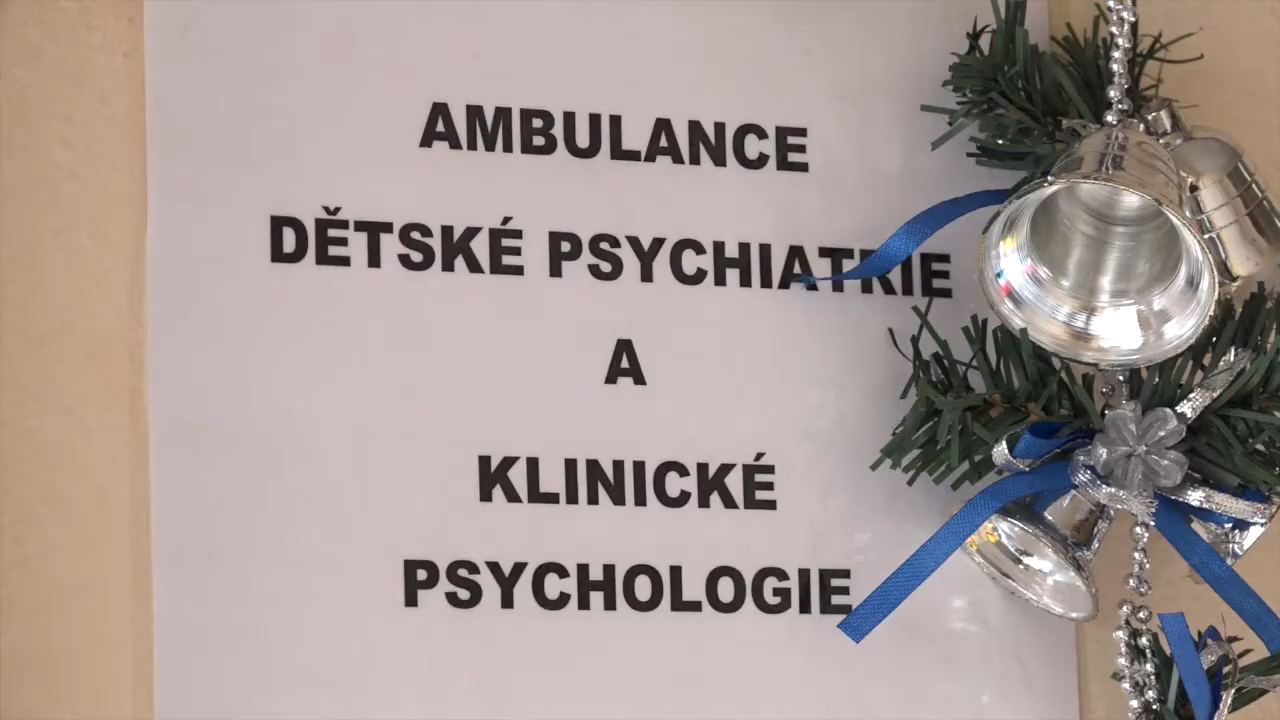 AMBULANCE
DĚTSKÉ PSYCHIATRIE
A
KLINICKÉ
PSYCHOLOGIE